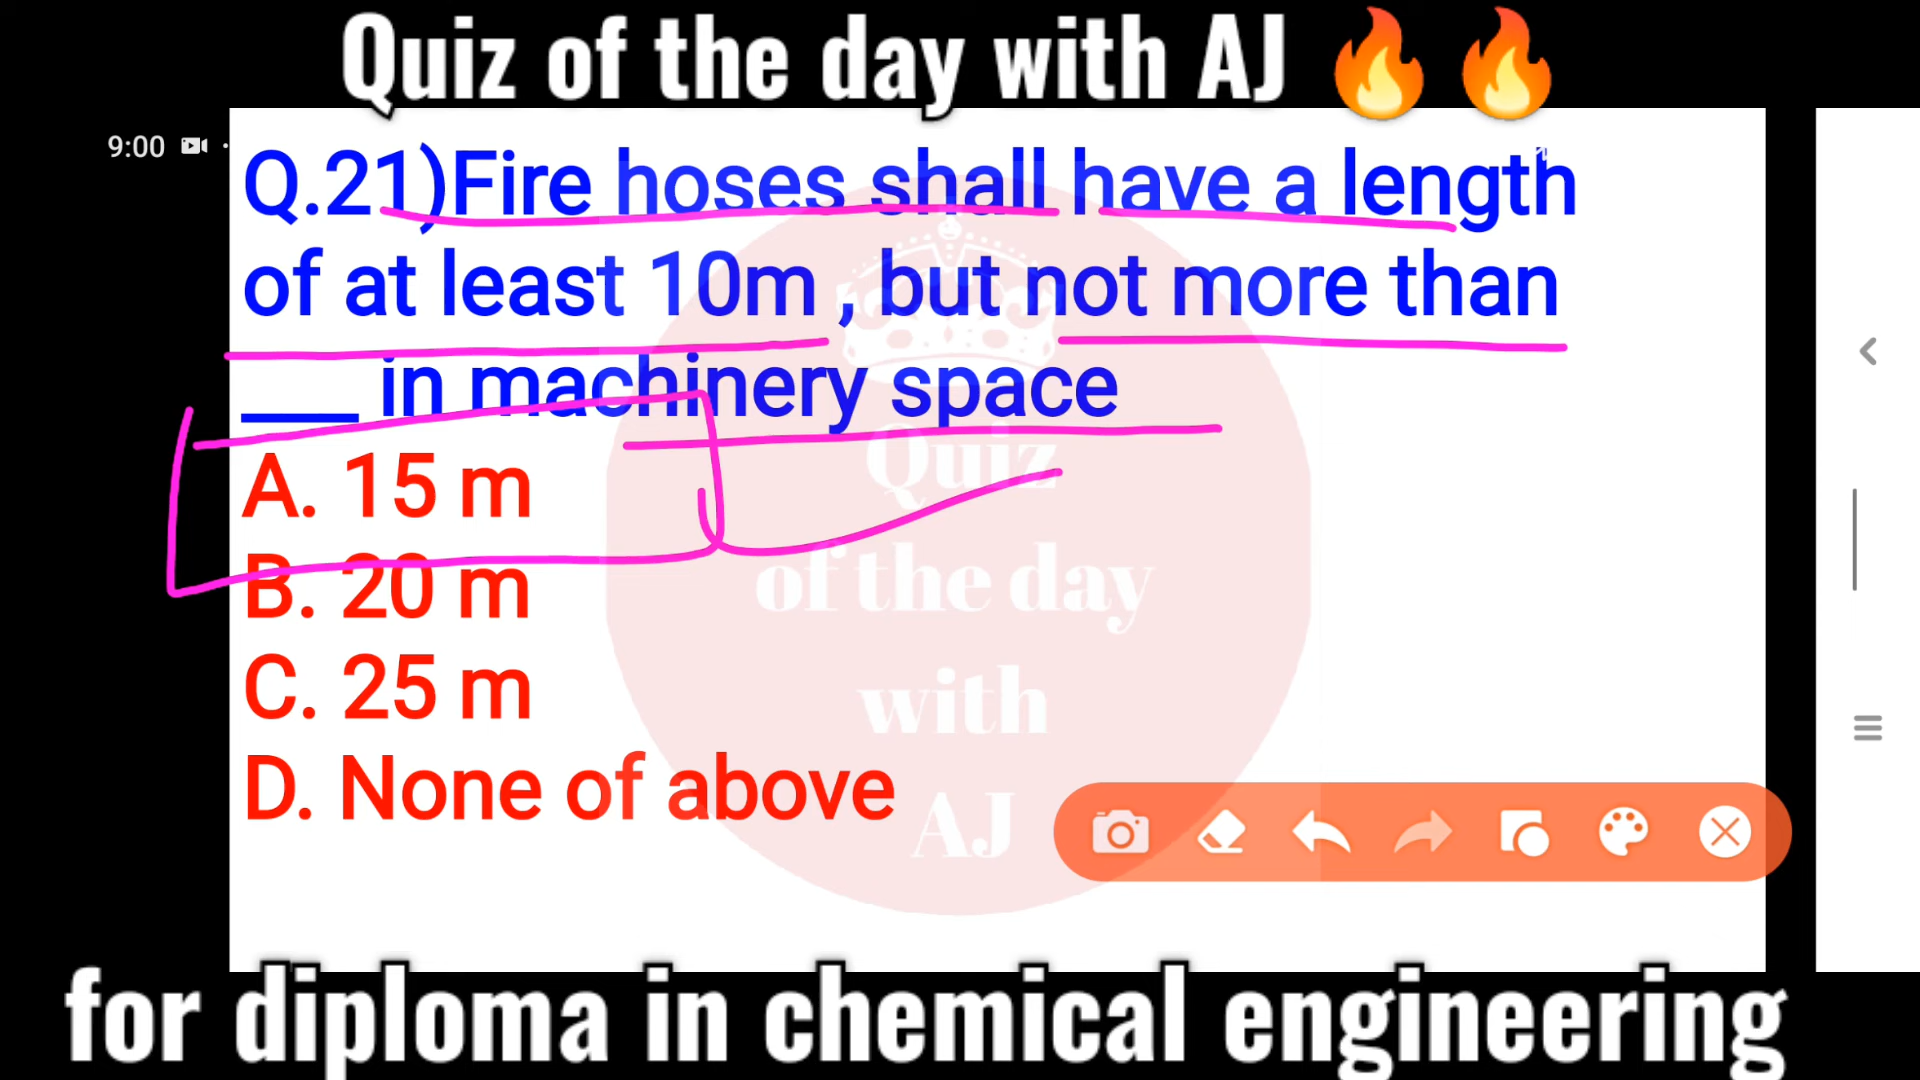 Quiz of the day with AJ 🔥🔥
9:00
Q.21)Fire hoses shall have a length
of at least 10m , but not more than
___ in machinery space
A. 15 m
B. 20 m
C. 25 m
D. None of above
Quiz
of the day
with
AJ
for diploma in chemical engineering